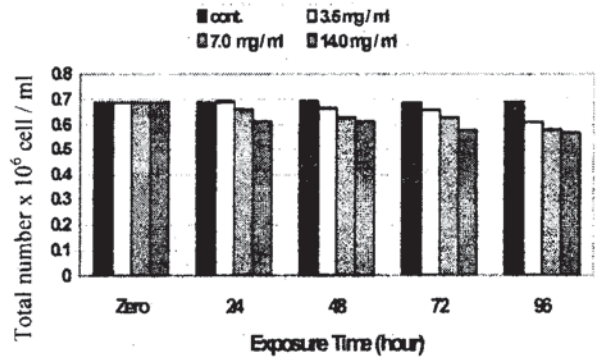 cont. 3.5 mg/ml
7.0 mg/ml 14.0 mg/ml
Total number x 10⁶ cell / ml
0.8
0.7
0.6
0.5
0.4
0.3
0.2
0.1
0
Zero 24 48 72 96
Exposure Time (hour)